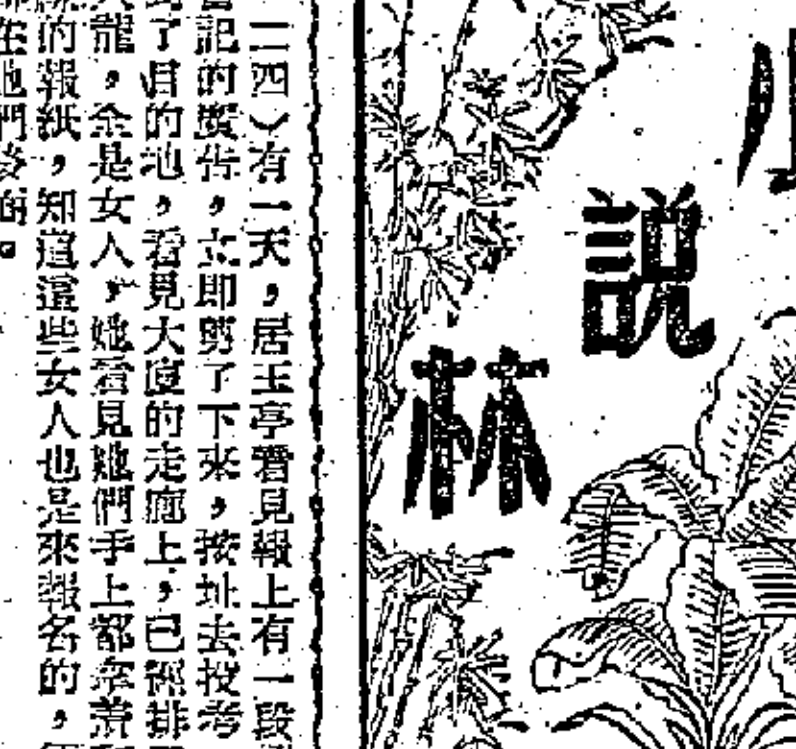 小
説
林
二四）有一天，居玉亭看見報上有一段
記的廣告，立即剪了下來，按址去投考
了目的地，看見大廈的走廊上，已經排
龍，全是女人，她看見她們手上都拿着
的報紙，知道這些女人也是來報名的，
在她們後面。